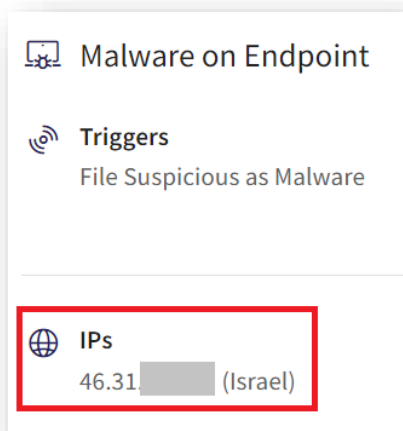 Malware on Endpoint
Triggers
File Suspicious as Malware
IPs
46.31. (Israel)